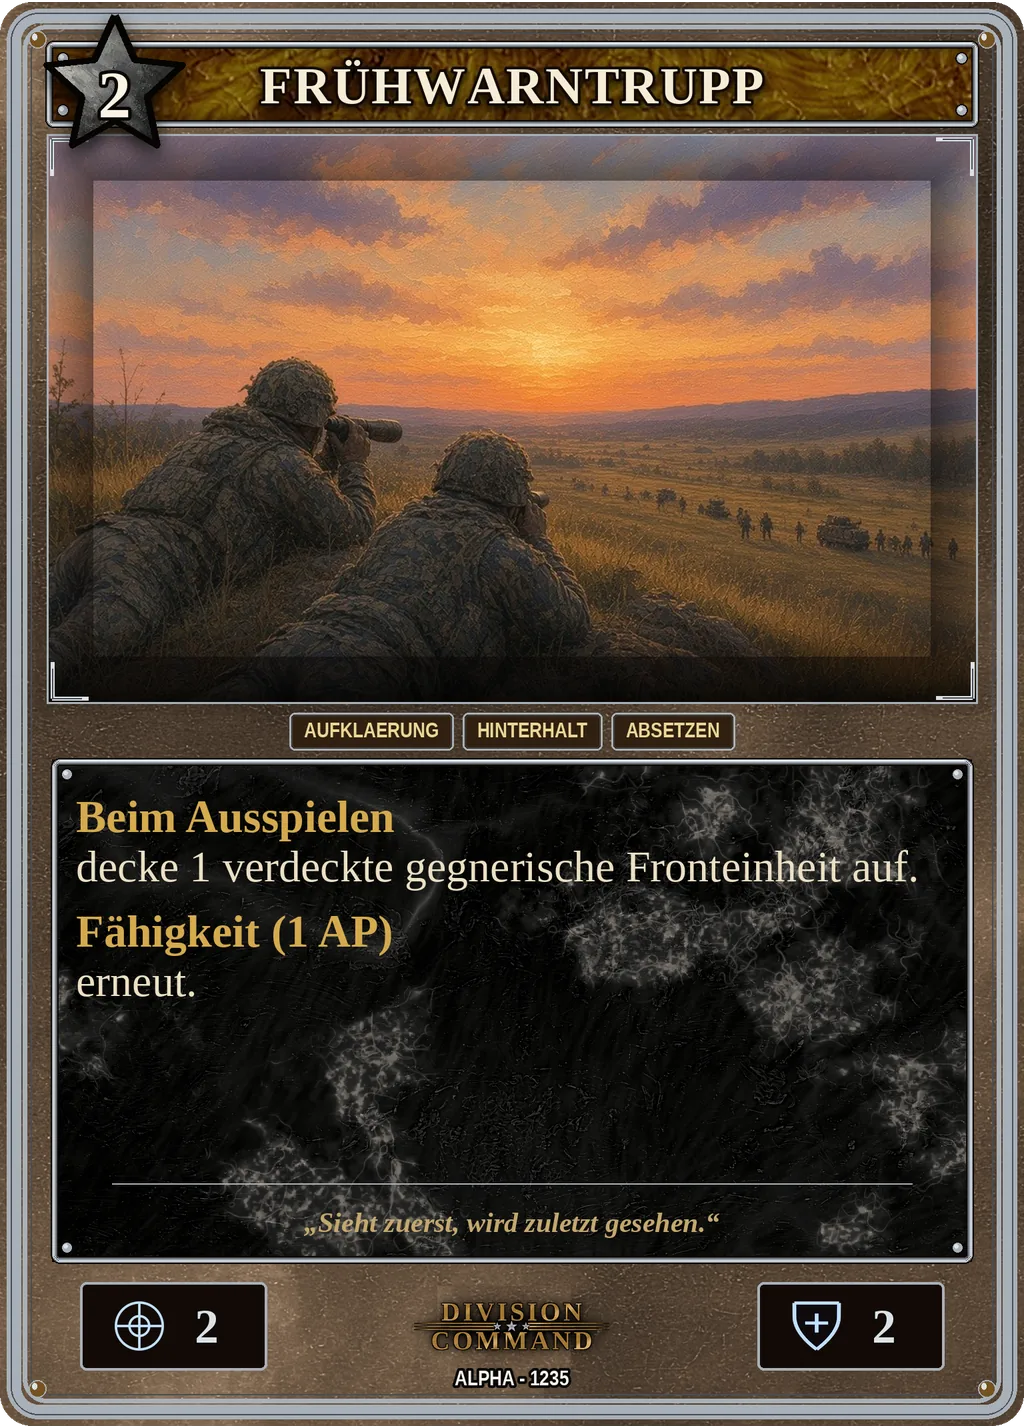 2
FRÜHWARNTRUPP
AUFKLAERUNG HINTERHALT ABSETZEN
Beim Ausspielen
decke 1 verdeckte gegnerische Fronteinheit auf.
Fähigkeit (1 AP)
erneut.
„Sieht zuerst, wird zuletzt gesehen.“
2
DIVISION
COMMAND
ALPHA - 1235
2